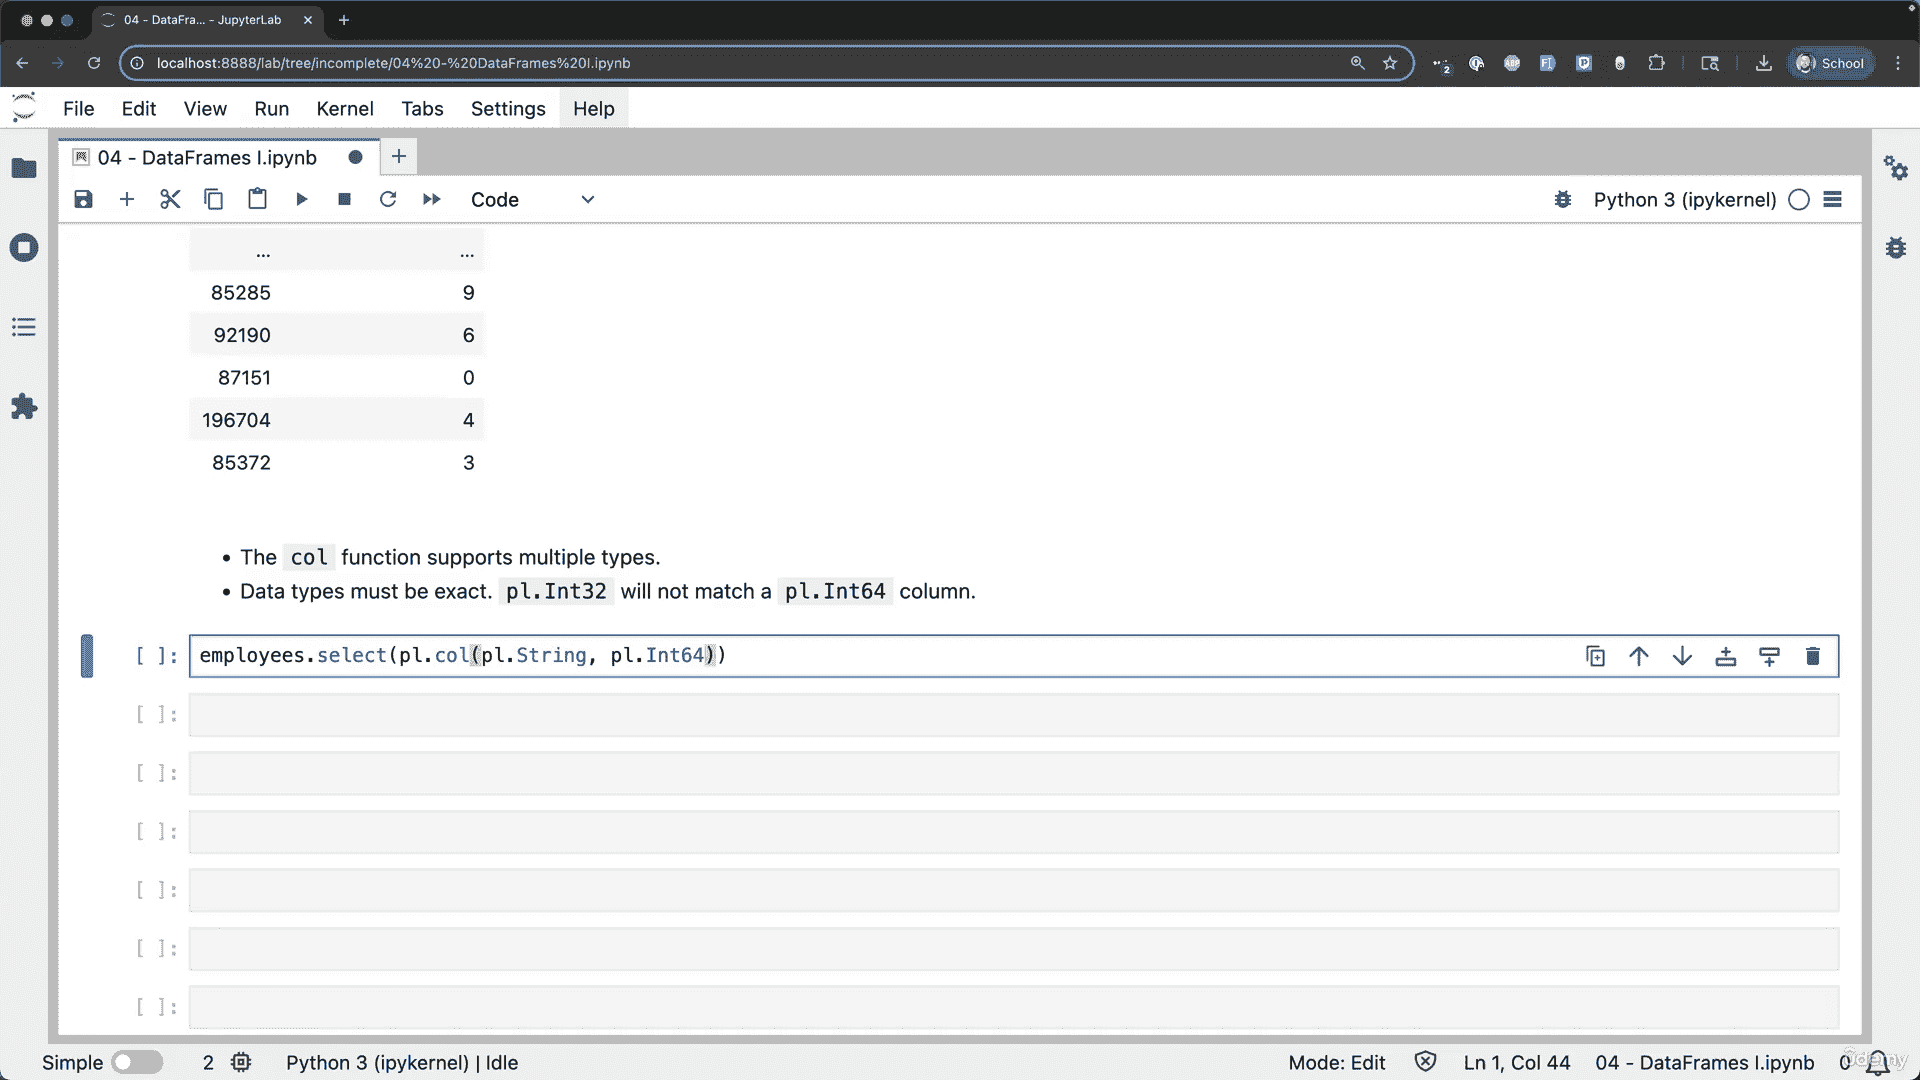 04 - DataFra... - JupyterLab
localhost:8888/lab/tree/incomplete/04%20-%20DataFrames%20I.ipynb
2
ABP
School
File Edit View Run Kernel Tabs Settings Help
04 - DataFrames I.ipynb
Code
Python 3 (ipykernel)
... ...
85285 9
92190 6
87151 0
196704 4
85372 3
• The col function supports multiple types.
• Data types must be exact. pl.Int32 will not match a pl.Int64 column.
[ ]: employees.select(pl.col(pl.String, pl.Int64))
[ ]:
[ ]:
[ ]:
[ ]:
[ ]:
[ ]:
Simple 2 Python 3 (ipykernel) | Idle Mode: Edit Ln 1, Col 44 04 - DataFrames I.ipynb 0
udemy